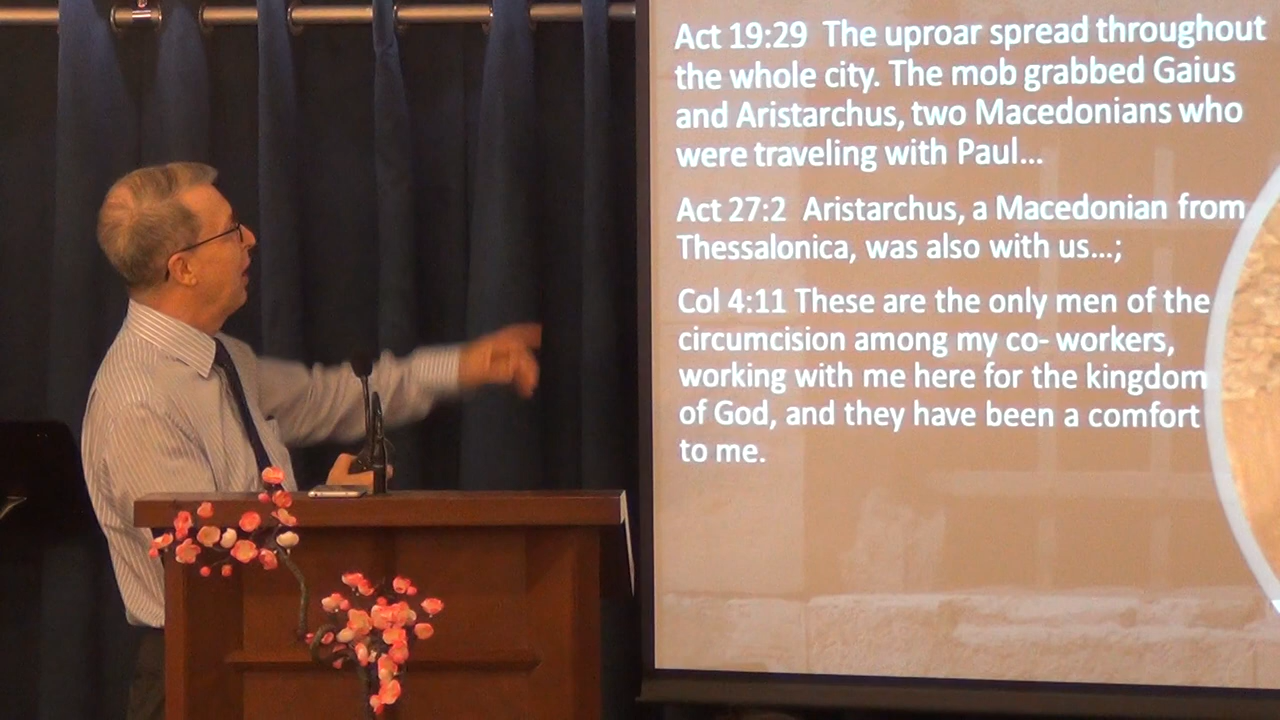 Act 19:29 The uproar spread throughout
the whole city. The mob grabbed Gaius
and Aristarchus, two Macedonians who
were traveling with Paul...
Act 27:2 Aristarchus, a Macedonian from
Thessalonica, was also with us...;
Col 4:11 These are the only men of the
circumcision among my co- workers,
working with me here for the kingdom
of God, and they have been a comfort
to me.